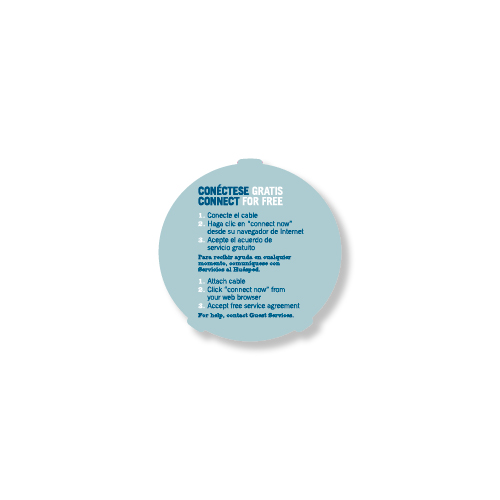 CONÉCTESE GRATIS
CONNECT FOR FREE
1. Conecte el cable
2. Haga clic en "connect now"
desde su navegador de Internet
3. Acepte el acuerdo de
servicio gratuito
Para recibir ayuda en cualquier
momento, comuníquese con
Servicios al Huésped.
1. Attach cable
2. Click "connect now" from
your web browser
3. Accept free service agreement
For help, contact Guest Services.